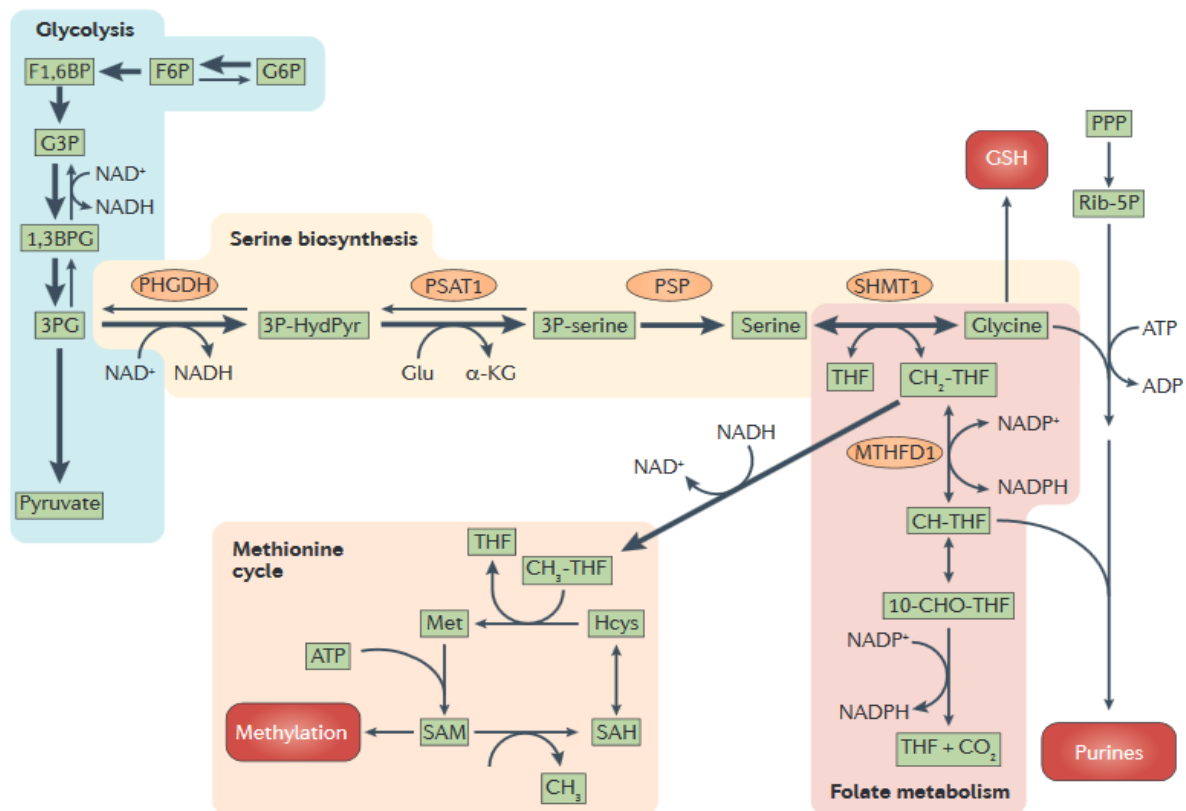 Glycolysis
F1,6BP
F6P
G6P
G3P
NAD⁺
NADH
1,3BPG
3PG
Pyruvate
Serine biosynthesis
PHGDH
PSAT1
PSP
SHMT1
3P-HydPyr
3P-serine
Serine
Glycine
NAD⁺
NADH
Glu
α-KG
THF
CH₂-THF
GSH
PPP
Rib-5P
ATP
ADP
NADH
NAD⁺
MTHFD1
NADP⁺
NADPH
CH-THF
10-CHO-THF
NADP⁺
NADPH
THF + CO₂
Folate metabolism
Purines
Methionine
cycle
THF
CH₃-THF
Met
Hcys
ATP
Methylation
SAM
SAH
CH₃